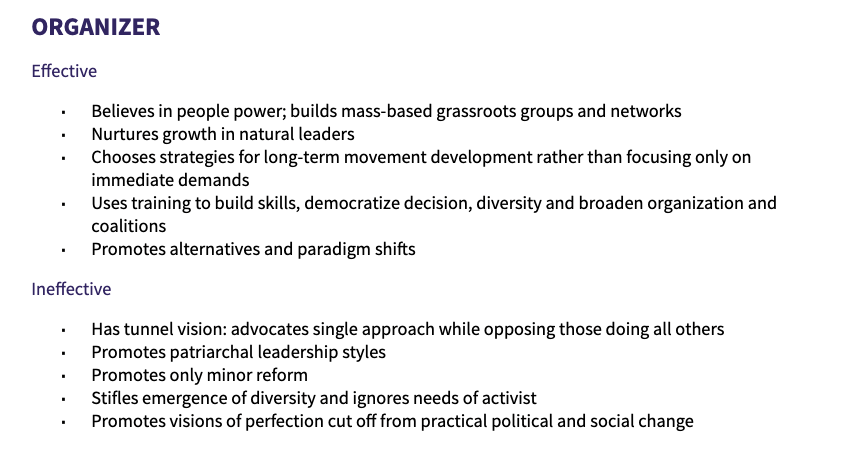 ORGANIZER
Effective
· Believes in people power; builds mass-based grassroots groups and networks
· Nurtures growth in natural leaders
· Chooses strategies for long-term movement development rather than focusing only on
immediate demands
· Uses training to build skills, democratize decision, diversity and broaden organization and
coalitions
· Promotes alternatives and paradigm shifts
Ineffective
· Has tunnel vision: advocates single approach while opposing those doing all others
· Promotes patriarchal leadership styles
· Promotes only minor reform
· Stifles emergence of diversity and ignores needs of activist
· Promotes visions of perfection cut off from practical political and social change